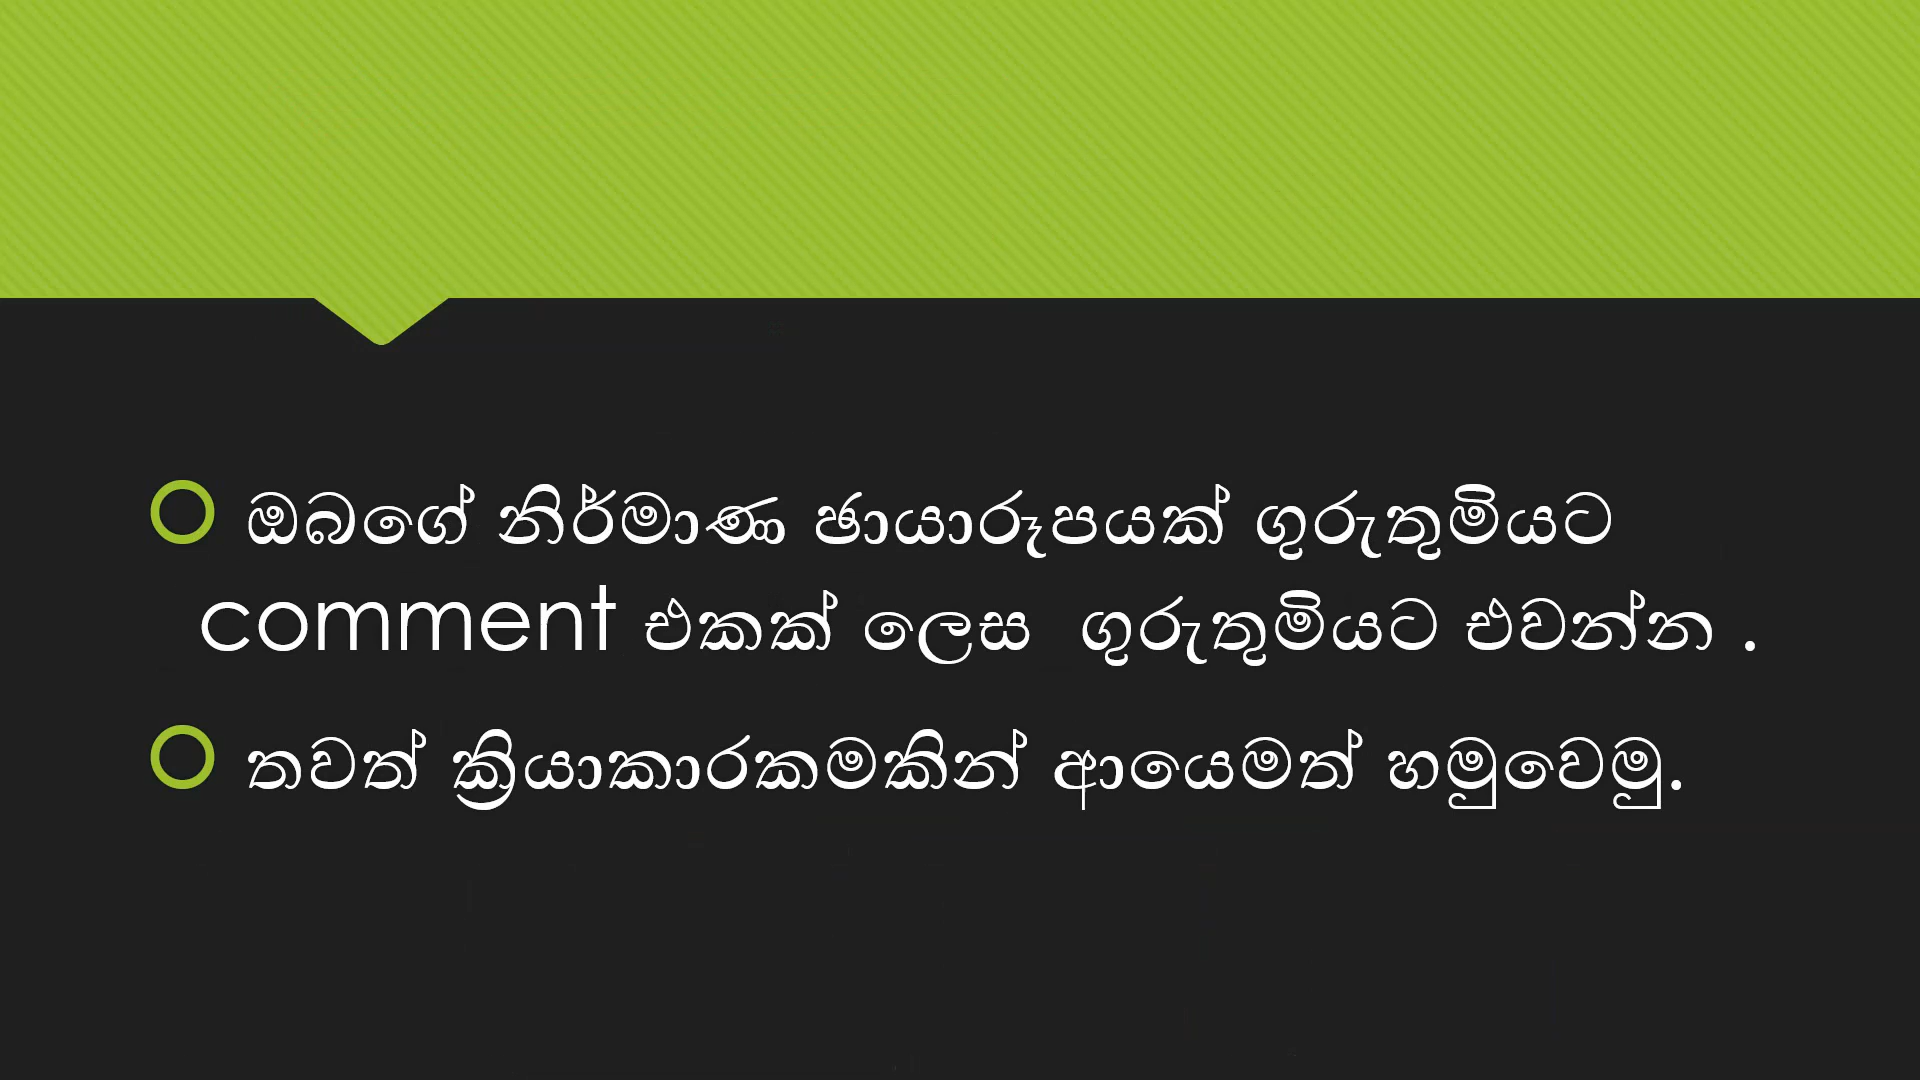 ඔබගේ නිර්මාණ ඡායාරූපයක් ගුරුතුමියට
comment එකක් ලෙස ගුරුතුමියට එවන්න .
තවත් ක්‍රියාකාරකමකින් ආයෙමත් හමුවෙමු.